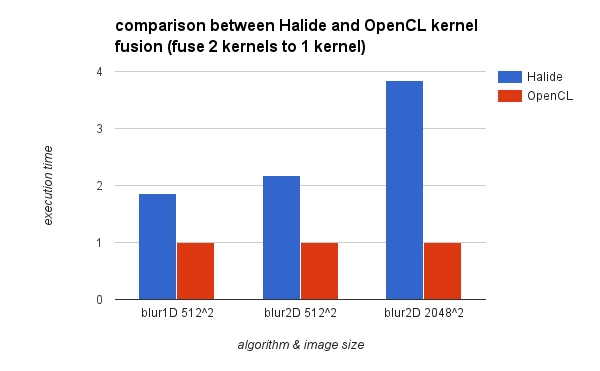 comparison between Halide and OpenCL kernel
fusion (fuse 2 kernels to 1 kernel)
Halide
OpenCL
4
3
2
1
0
execution time
blur1D 512^2
blur2D 512^2
blur2D 2048^2
algorithm & image size